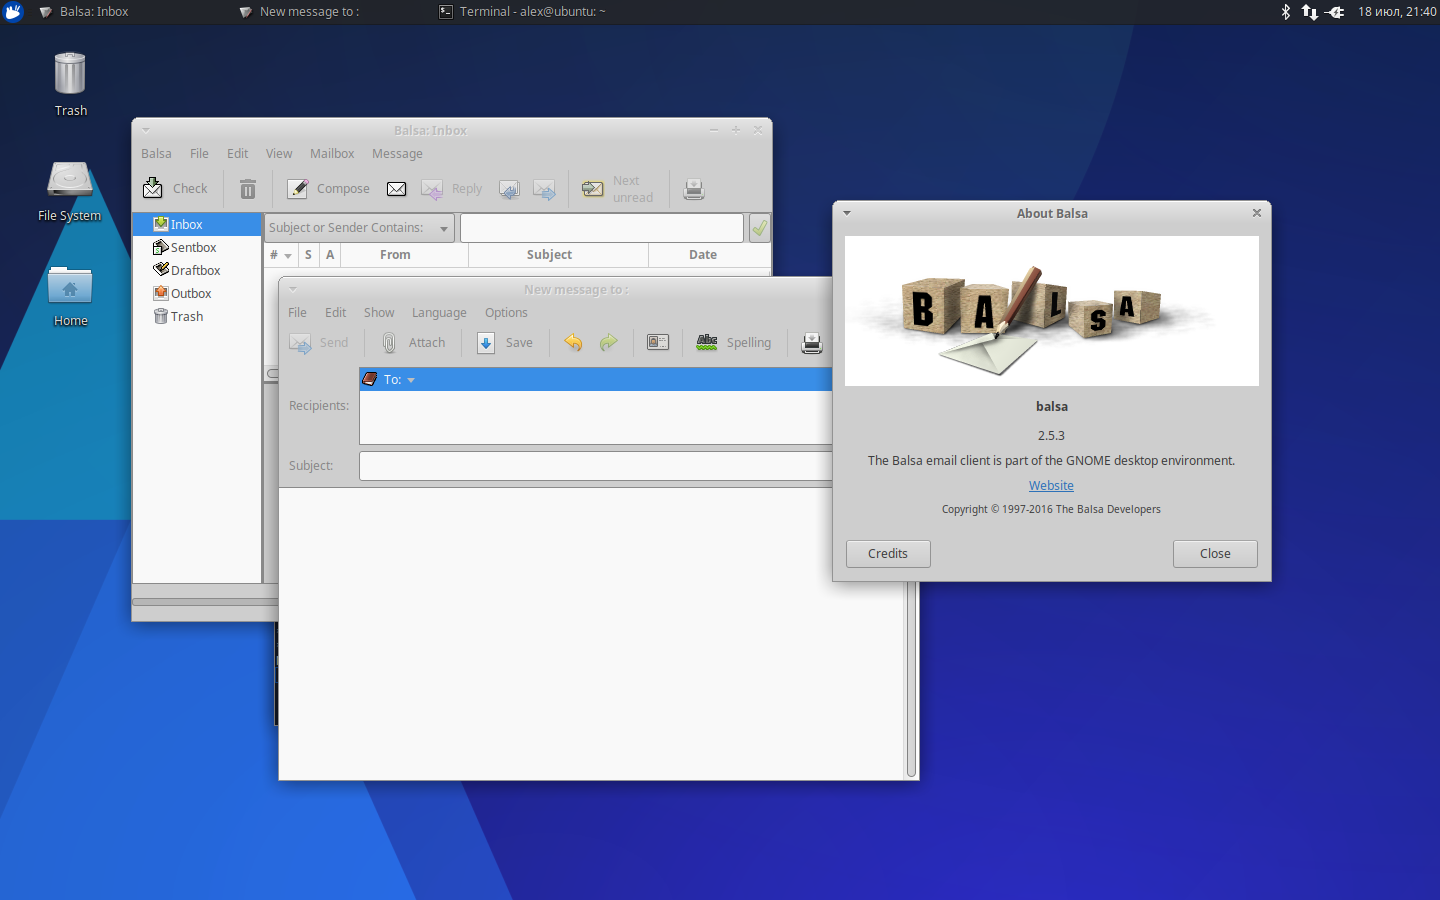 Balsa: Inbox
New message to :
Terminal - alex@ubuntu: ~
18 июл, 21:40
Trash
File System
Home
Balsa: Inbox
Balsa File Edit View Mailbox Message
Check Compose Reply Next unread
Inbox
Sentbox
Draftbox
Outbox
Trash
Subject or Sender Contains:
# S A From Subject Date
New message to :
File Edit Show Language Options
Send Attach Save Abc Spelling
Recipients: To:
Subject:
About Balsa
B A L S A
balsa
2.5.3
The Balsa email client is part of the GNOME desktop environment.
Website
Copyright © 1997-2016 The Balsa Developers
Credits Close